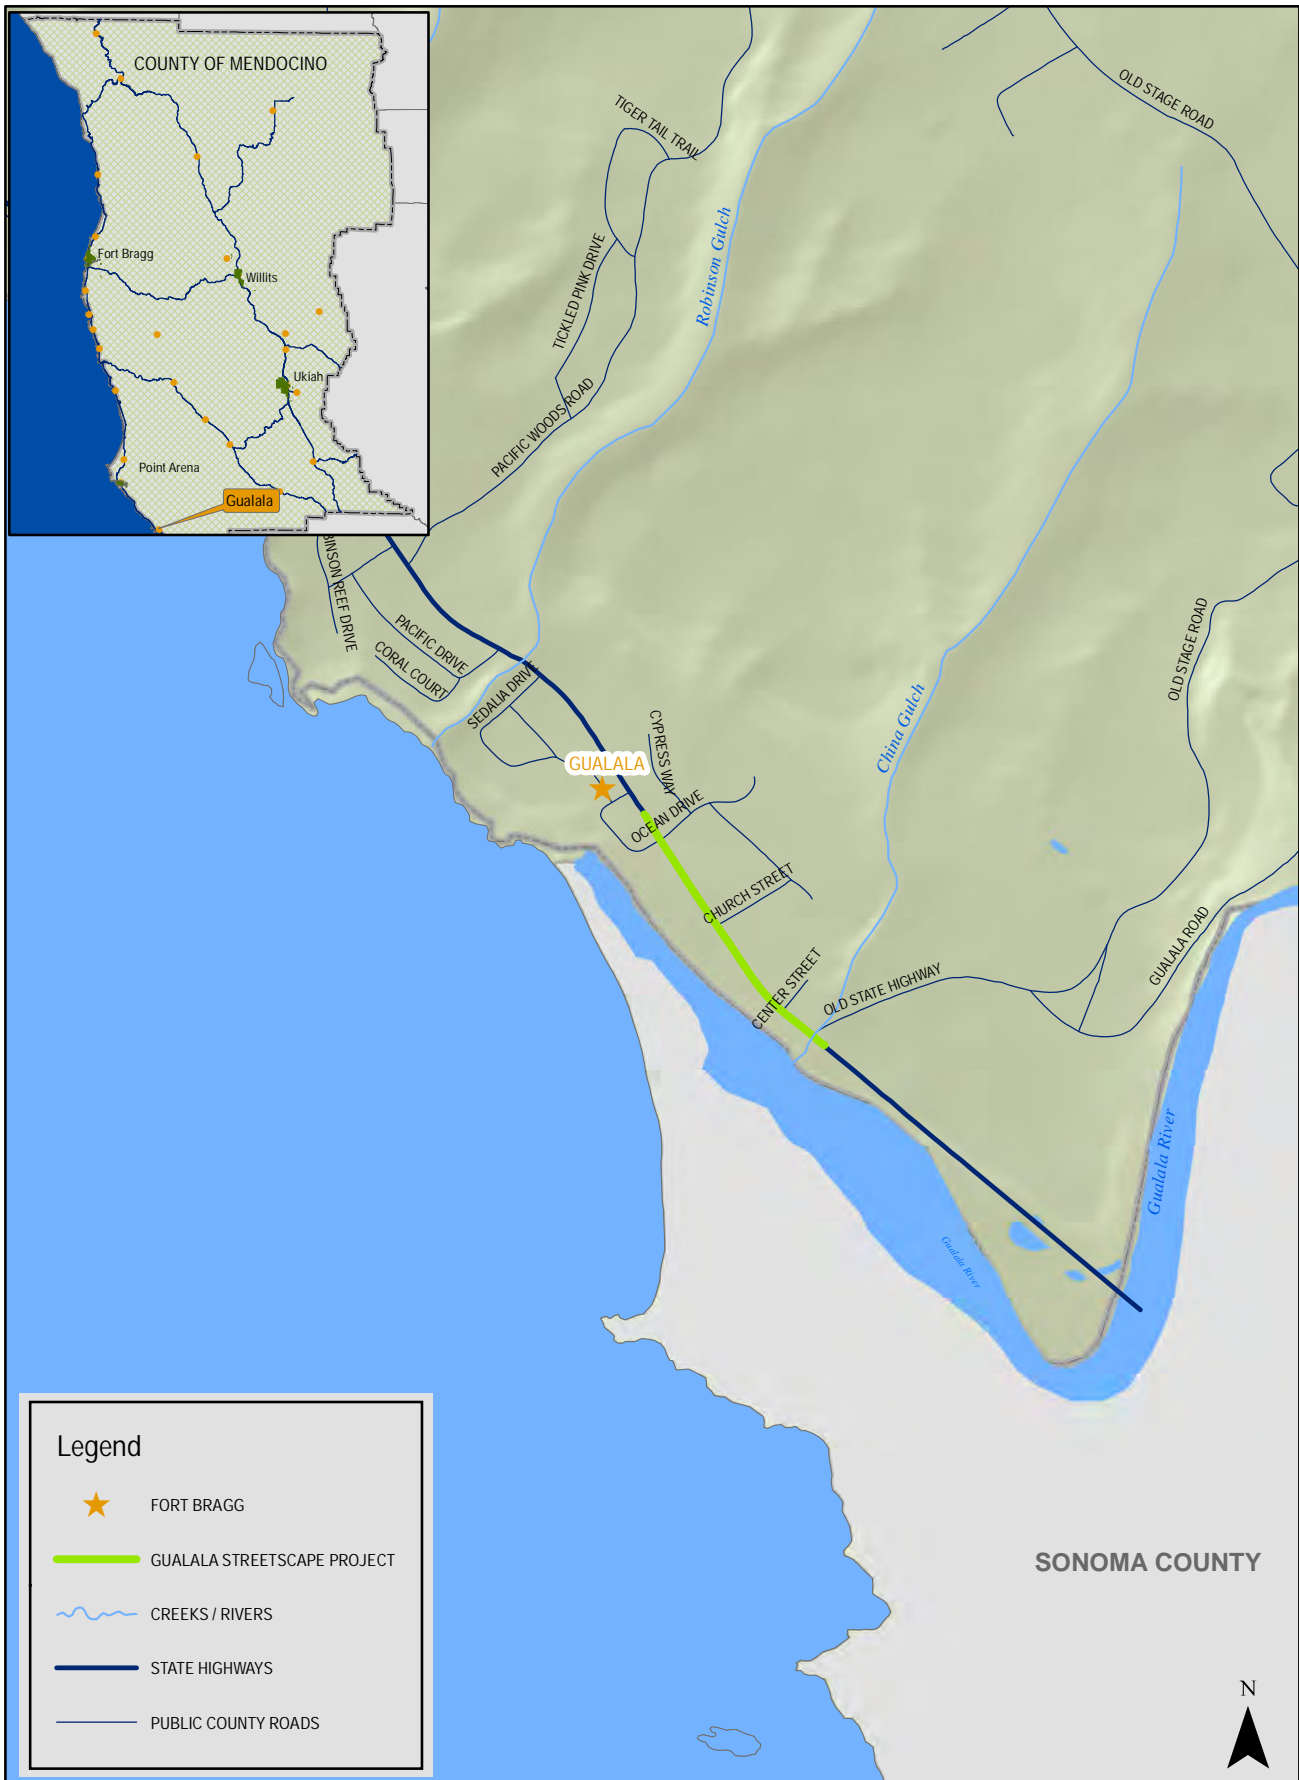 COUNTY OF MENDOCINO
Fort Bragg
Willits
Ukiah
Point Arena
Gualala
OLD STAGE ROAD
TIGER TAIL TRAIL
Robinson Gulch
TICKLED PINK DRIVE
PACIFIC WOODS ROAD
BINSON REEF DRIVE
PACIFIC DRIVE
CORAL COURT
SEDALIA DRIVE
CYPRESS WAY
GUALALA
OCEAN DRIVE
China Gulch
OLD STAGE ROAD
CHURCH STREET
CENTER STREET
OLD STATE HIGHWAY
GUALALA ROAD
Gualala River
Gualala River
SONOMA COUNTY
N
Legend
FORT BRAGG
GUALALA STREETSCAPE PROJECT
CREEKS / RIVERS
STATE HIGHWAYS
PUBLIC COUNTY ROADS